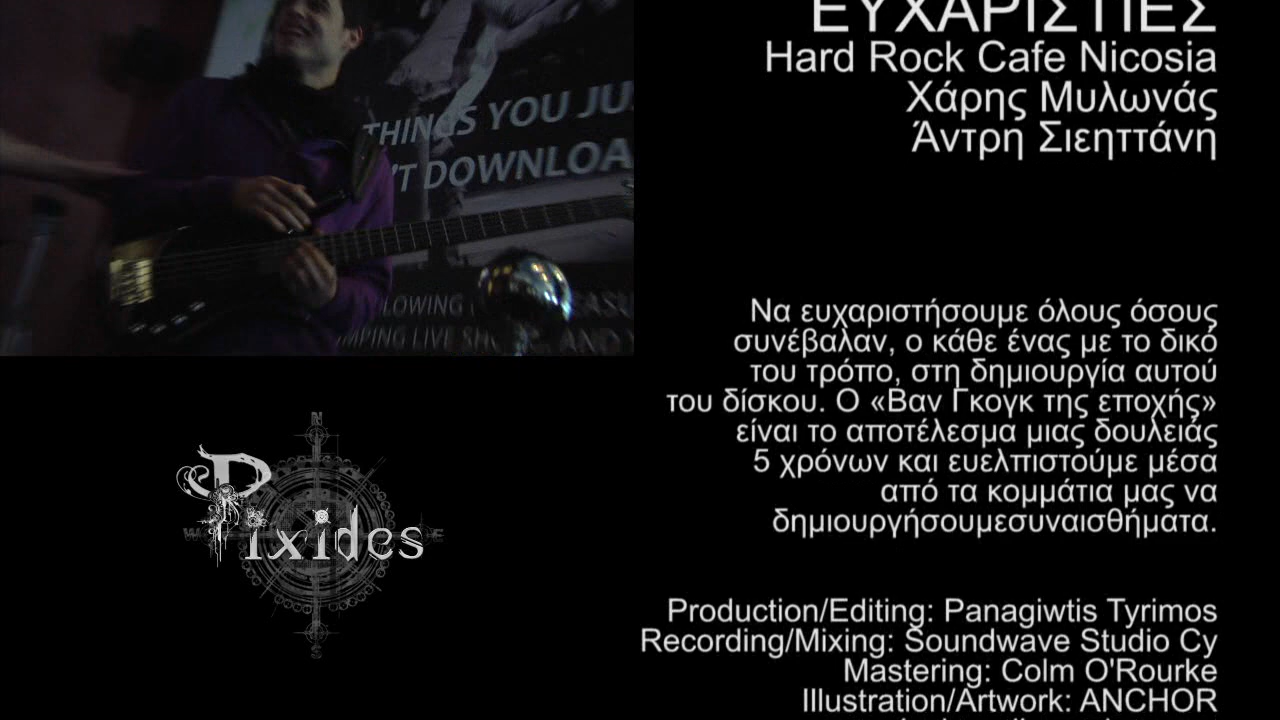 THINGS YOU JU
'T DOWNLOA
LOWING
PING LIVE
Pixides
N
ΕΥΧΑΡΙΣΤΙΕΣ
Hard Rock Cafe Nicosia
Χάρης Μυλωνάς
Άντρη Σιεηττάνη
Να ευχαριστήσουμε όλους όσους
συνέβαλαν, ο κάθε ένας με το δικό
του τρόπο, στη δημιουργία αυτού
του δίσκου. Ο «Βαν Γκογκ της εποχής»
είναι το αποτέλεσμα μιας δουλειάς
5 χρόνων και ευελπιστούμε μέσα
από τα κομμάτια μας να
δημιουργήσουμεσυναισθήματα.
Production/Editing: Panagiwtis Tyrimos
Recording/Mixing: Soundwave Studio Cy
Mastering: Colm O'Rourke
Illustration/Artwork: ANCHOR